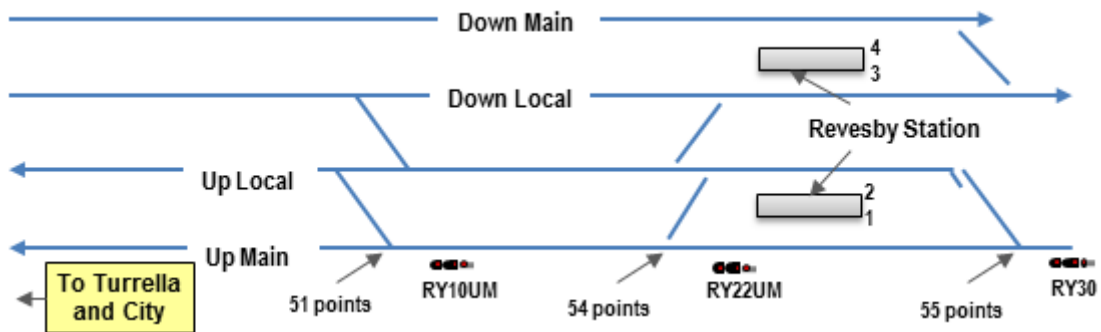 Down Main
4
3
Down Local
Revesby Station
Up Local
2
1
Up Main
To Turrella
and City
51 points
RY10UM
54 points
RY22UM
55 points
RY30